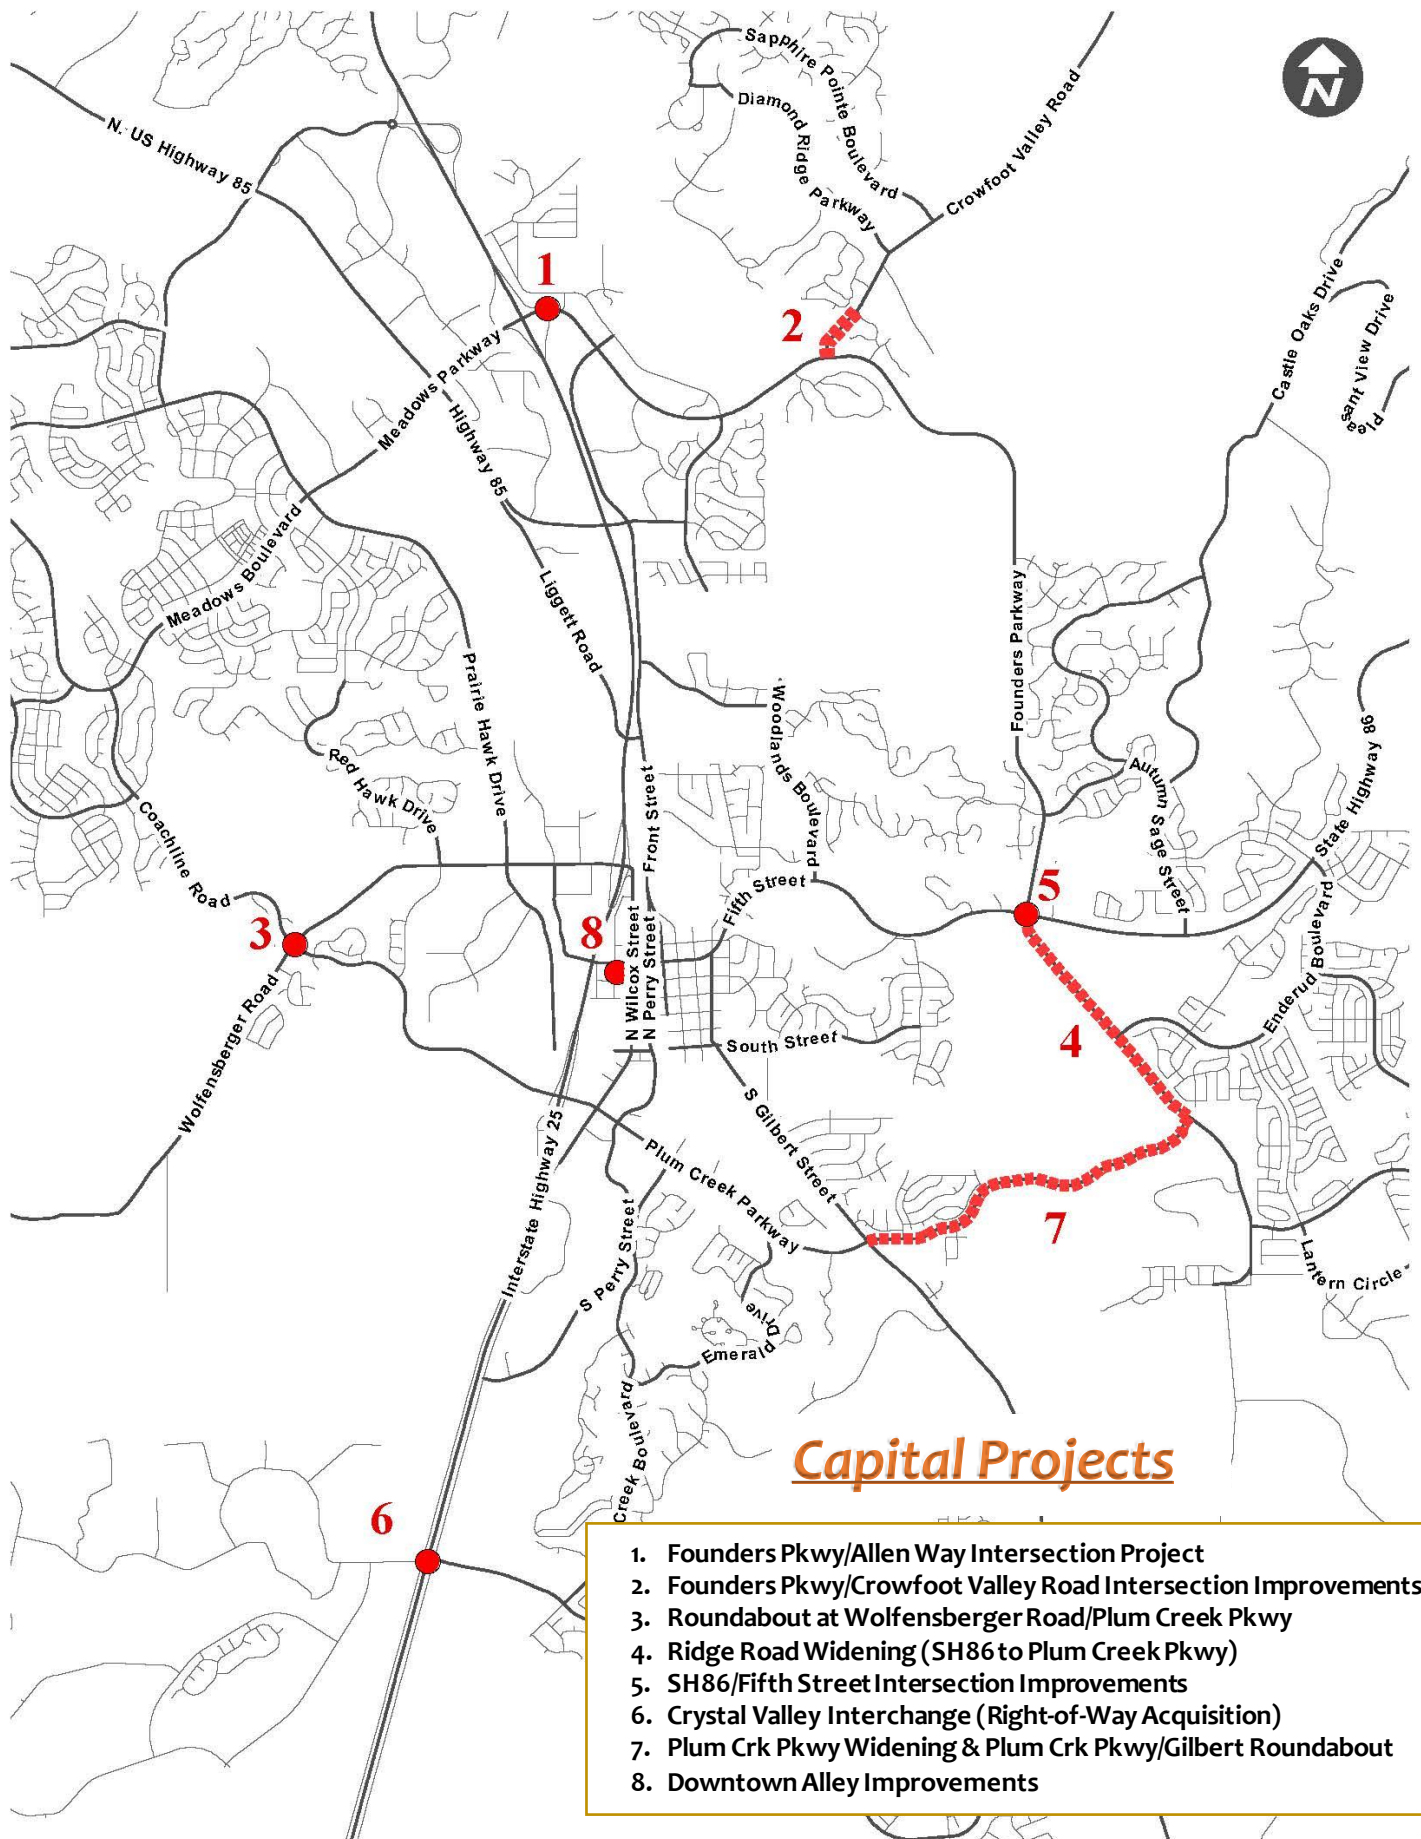 Sapphire Pointe Boulevard
N
Diamond Ridge Parkway
Crowfoot Valley Road
N. US Highway 85
1
2
Castle Oaks Drive
Pleasant View Drive
Meadows Parkway
Highway 85
Meadows Boulevard
Liggett Road
Founders Parkway
Prairie Hawk Drive
Woodlands Boulevard
State Highway 86
Red Hawk Drive
Autumn Sage Street
Front Street
Coachline Road
Fifth Street
5
3
8
N Wilcox Street
N Perry Street
Enderud Boulevard
Wolfensberger Road
South Street
4
S Gilbert Street
Interstate Highway 25
Plum Creek Parkway
7
S Perry Street
Lantern Circle
Emerald Drive
Creek Boulevard
Capital Projects
6
1. Founders Pkwy/Allen Way Intersection Project
2. Founders Pkwy/Crowfoot Valley Road Intersection Improvements
3. Roundabout at Wolfensberger Road/Plum Creek Pkwy
4. Ridge Road Widening (SH86 to Plum Creek Pkwy)
5. SH86/Fifth Street Intersection Improvements
6. Crystal Valley Interchange (Right-of-Way Acquisition)
7. Plum Crk Pkwy Widening & Plum Crk Pkwy/Gilbert Roundabout
8. Downtown Alley Improvements